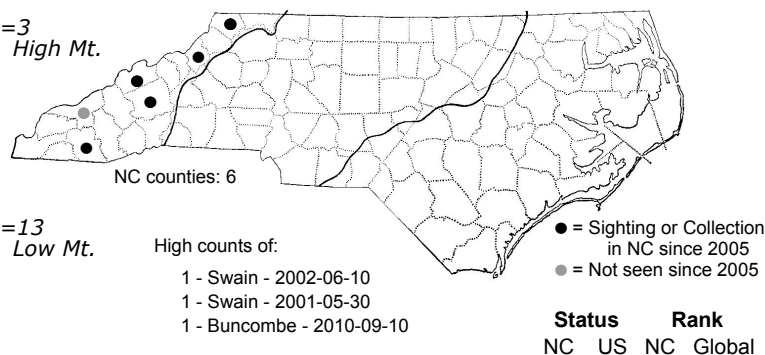 =3
High Mt.
NC counties: 6
=13
Low Mt.
High counts of:
1 - Swain - 2002-06-10
1 - Swain - 2001-05-30
1 - Buncombe - 2010-09-10
= Sighting or Collection
in NC since 2005
= Not seen since 2005
Status Rank
NC US NC Global